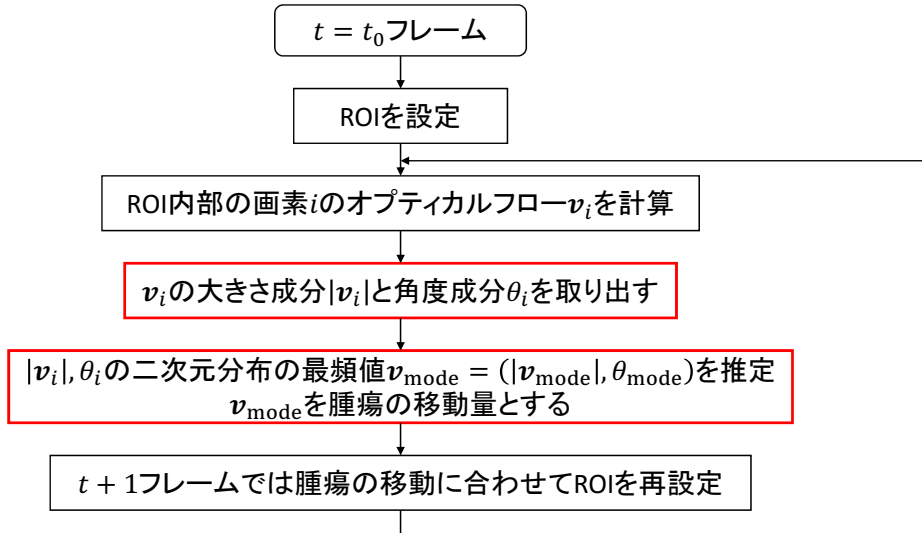 t = t₀フレーム
ROIを設定
ROI内部の画素iのオプティカルフロー𝒗ᵢを計算
𝒗ᵢの大きさ成分|𝒗ᵢ|と角度成分θᵢを取り出す
|𝒗ᵢ|, θᵢの二次元分布の最頻値𝒗_mode = (|𝒗_mode|, θ_mode)を推定
𝒗_modeを腫瘍の移動量とする
t + 1フレームでは腫瘍の移動に合わせてROIを再設定